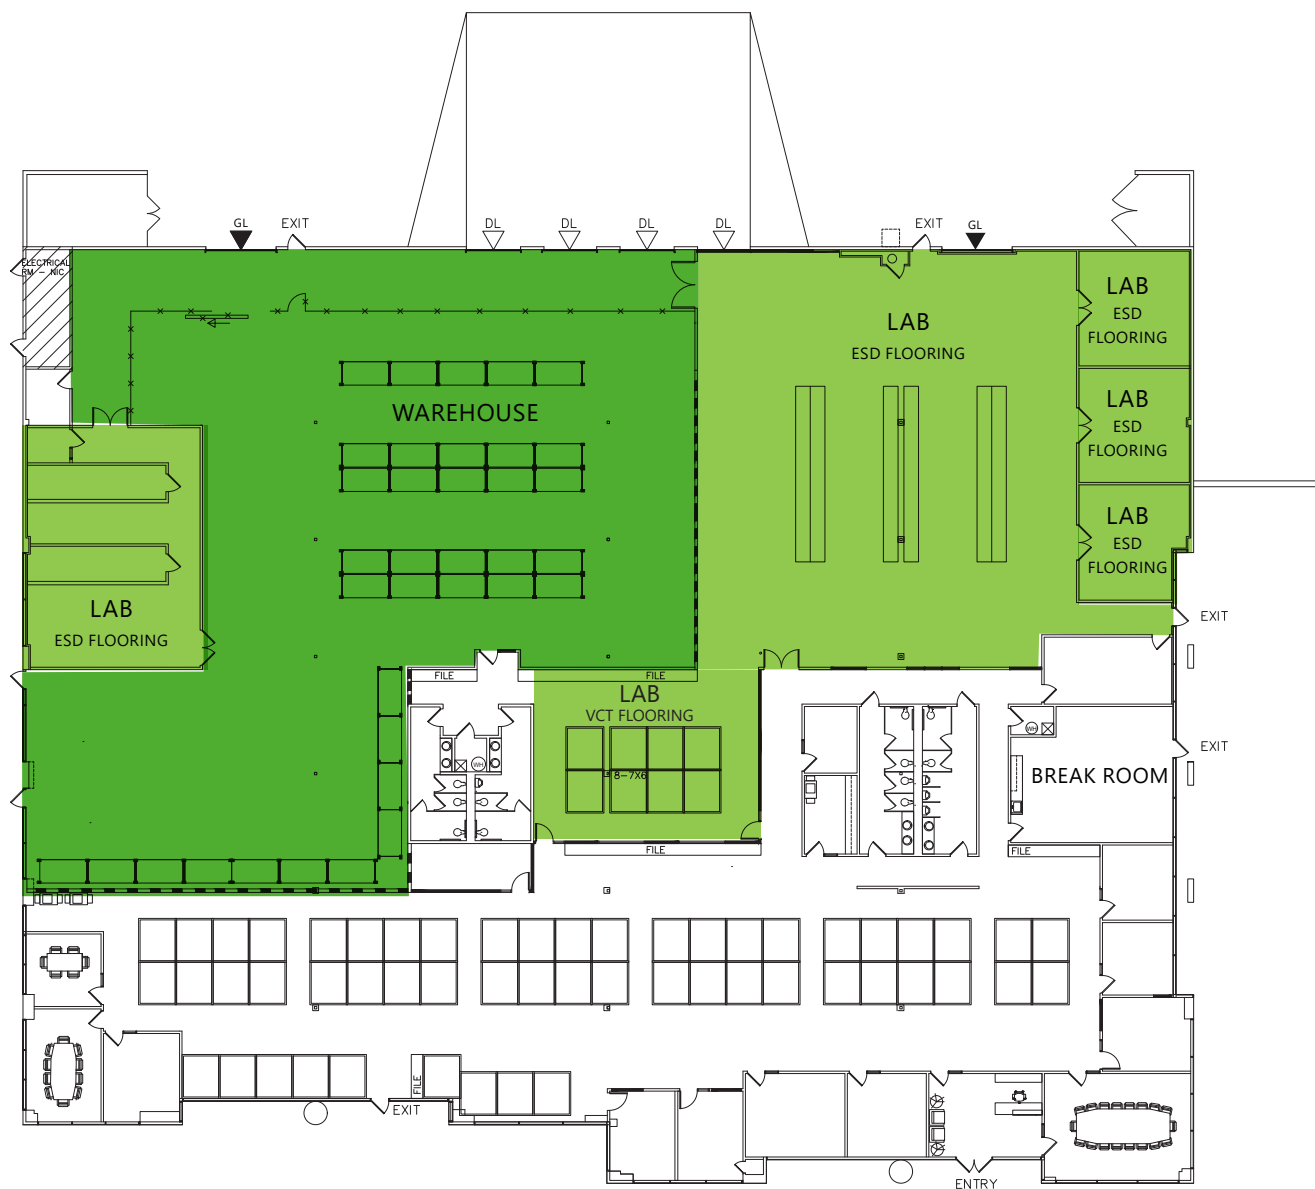 GL
EXIT
DL
DL
DL
DL
EXIT
GL
ELECTRICAL
RM - NIC
LAB
ESD
FLOORING
LAB
ESD FLOORING
WAREHOUSE
LAB
ESD
FLOORING
LAB
ESD
FLOORING
LAB
ESD FLOORING
EXIT
FILE
FILE
LAB
VCT FLOORING
WH
WH
8-7X6
BREAK ROOM
EXIT
FILE
FILE
FILE
EXIT
ENTRY